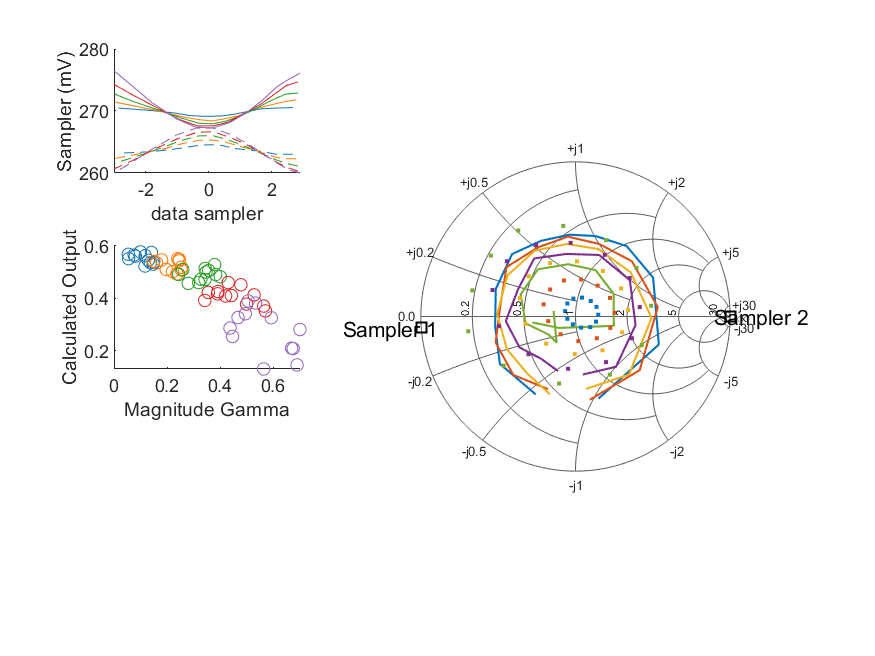 280
270
260
Sampler (mV)
-2 0 2
data sampler
0.6
0.4
0.2
Calculated Output
0 0.2 0.4 0.6
Magnitude Gamma
+j1
+j0.5
+j2
+j0.2
+j5
+j30
0.0
0.2
0.5
1
2
5
30
Sampler 1
Sampler 2
-j30
-j0.2
-j5
-j0.5
-j2
-j1